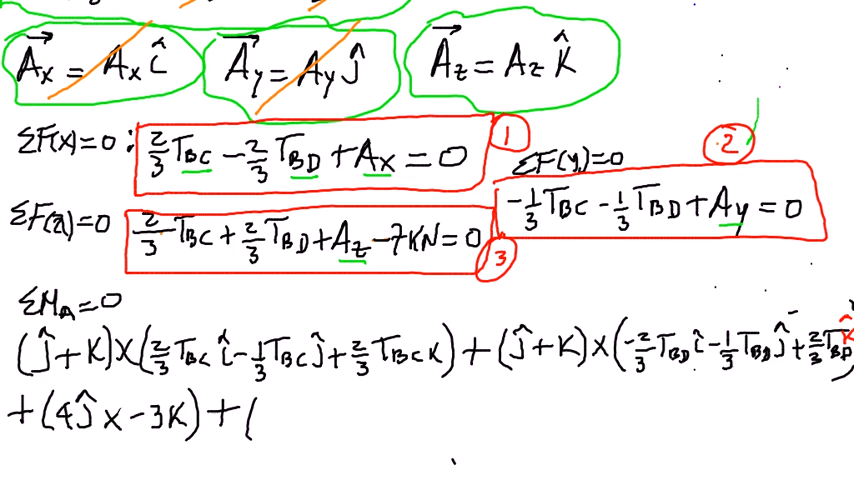 A⃗x = Ax î   A⃗y = Ay ĵ   A⃗z = Az k̂
ΣF(x)=0 : 2/3 TBC - 2/3 TBD + Ax = 0   1
ΣF(y)=0   2
-1/3 TBC - 1/3 TBD + Ay = 0
ΣF(z)=0   2/3 TBC + 2/3 TBD + Az - 7KN = 0   3
ΣMA=0
(ĵ+K)×(2/3 TBC î - 1/3 TBC ĵ + 2/3 TBC K) + (ĵ+K)×(-2/3 TBD î - 1/3 TBD ĵ + 2/3 TBD k̂)
+(4ĵ x -3K) + (